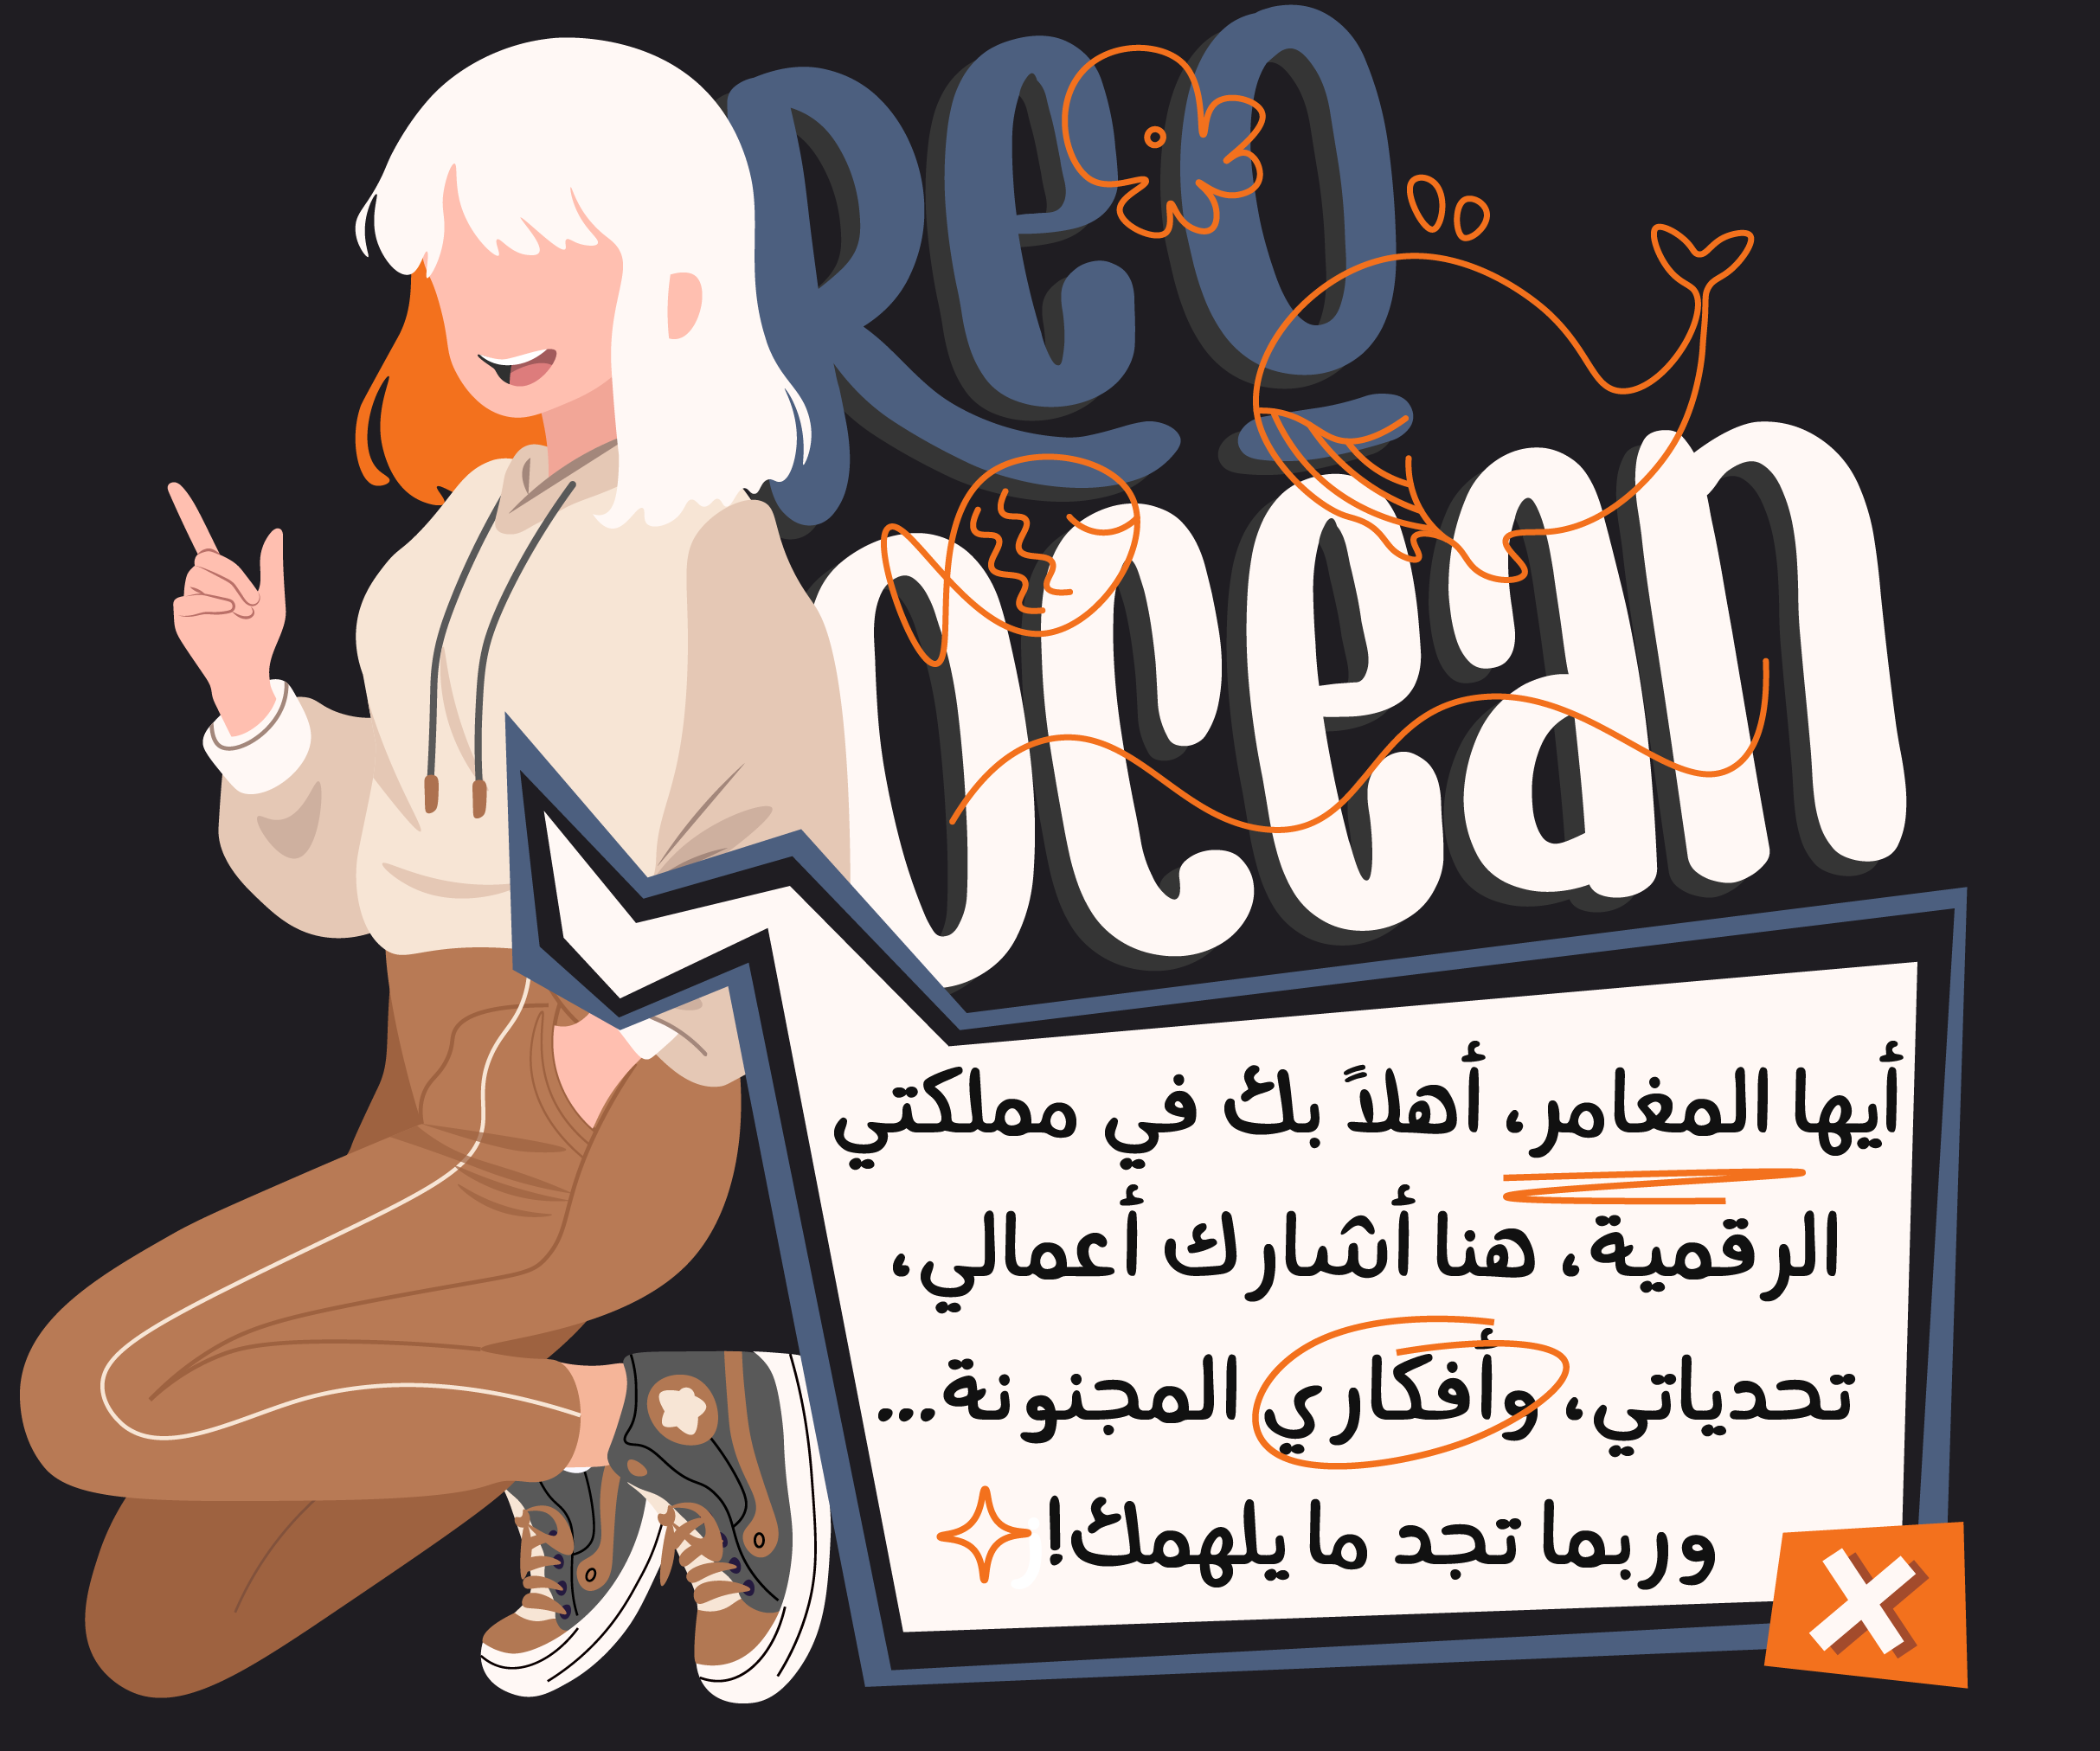 Reo
Ocean
أيها المغامر، أهلاً بك في مملكتي
الرقمية، هنا أشارك أعمالي،
تحدياتي، وأفكاري المجنونة...
وربما تجد ما يلهمك!